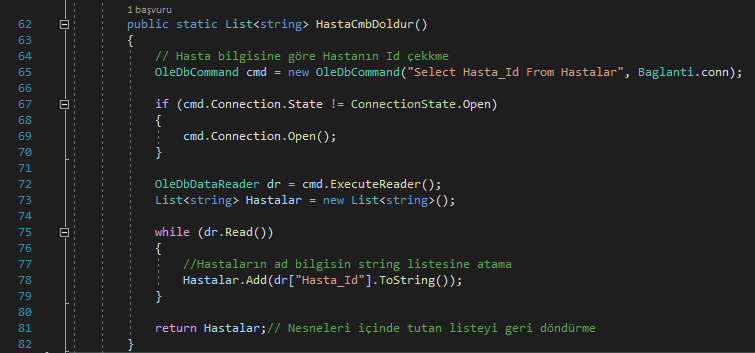 1 başvuru
62 public static List<string> HastaCmbDoldur()
63 {
64 // Hasta bilgisine göre Hastanın Id çekkme
65 OleDbCommand cmd = new OleDbCommand("Select Hasta_Id From Hastalar", Baglanti.conn);
66
67 if (cmd.Connection.State != ConnectionState.Open)
68 {
69 cmd.Connection.Open();
70 }
71
72 OleDbDataReader dr = cmd.ExecuteReader();
73 List<string> Hastalar = new List<string>();
74
75 while (dr.Read())
76 {
77 //Hastaların ad bilgisin string listesine atama
78 Hastalar.Add(dr["Hasta_Id"].ToString());
79 }
80
81 return Hastalar;// Nesneleri içinde tutan listeyi geri döndürme
82 }